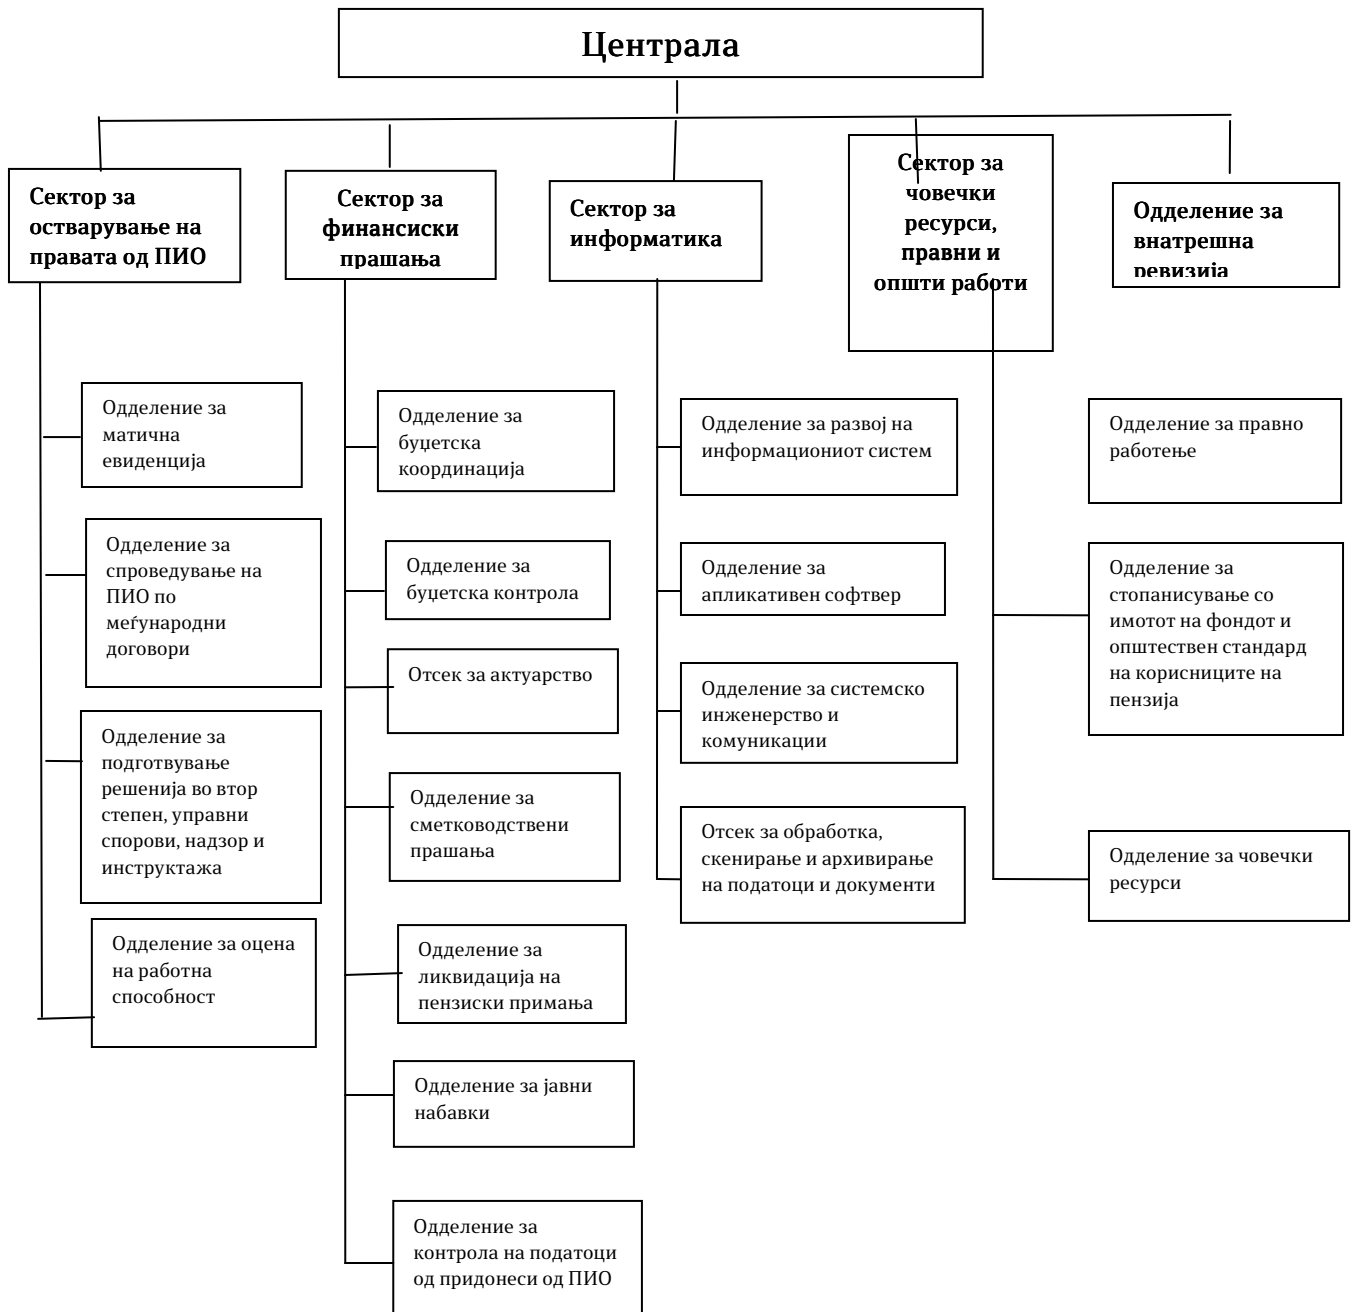 Централа
Сектор за
остварување на
правата од ПИО
Сектор за
финансиски
прашања
Сектор за
информатика
Сектор за
човечки
ресурси,
правни и
општи работи
Одделение за
внатрешна
ревизија
Одделение за
матична
евиденција
Одделение за
спроведување на
ПИО по
меѓународни
договори
Одделение за
подготвување
решенија во втор
степен, управни
спорови, надзор и
инструктажа
Одделение за оцена
на работна
способност
Одделение за
буџетска
координација
Одделение за
буџетска контрола
Отсек за актуарство
Одделение за
сметководствени
прашања
Одделение за
ликвидација на
пензиски примања
Одделение за јавни
набавки
Одделение за
контрола на податоци
од придонеси од ПИО
Одделение за развој на
информациониот систем
Одделение за
апликативен софтвер
Одделение за системско
инженерство и
комуникации
Отсек за обработка,
скенирање и архивирање
на податоци и документи
Одделение за правно
работење
Одделение за
стопанисување со
имотот на фондот и
општествен стандард
на корисниците на
пензија
Одделение за човечки
ресурси